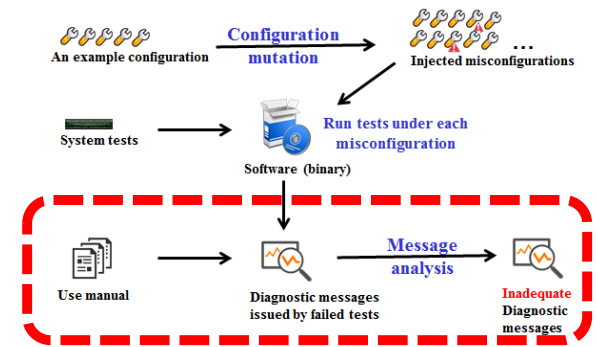 Configuration
mutation
...
An example configuration
Injected misconfigurations
System tests
Run tests under each
misconfiguration
Software (binary)
Message
analysis
Use manual
Diagnostic messages
issued by failed tests
Inadequate
Diagnostic
messages